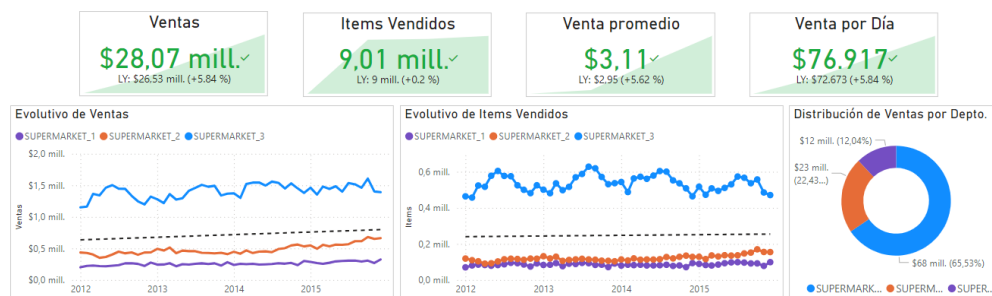 Ventas
$28,07 mill.
LY: $26.53 mill. (+5.84 %)
Items Vendidos
9,01 mill.
LY: 9 mill. (+0.2 %)
Venta promedio
$3,11
LY: $2,95 (+5.62 %)
Venta por Día
$76.917
LY: $72.673 (+5.84 %)
Evolutivo de Ventas
SUPERMARKET_1 SUPERMARKET_2 SUPERMARKET_3
$2,0 mill.
$1,5 mill.
$1,0 mill.
$0,5 mill.
$0,0 mill.
Ventas
2012 2013 2014 2015
Evolutivo de Items Vendidos
SUPERMARKET_1 SUPERMARKET_2 SUPERMARKET_3
0,6 mill.
0,4 mill.
0,2 mill.
0,0 mill.
Items
2012 2013 2014 2015
Distribución de Ventas por Depto.
$12 mill. (12,04%)
$23 mill.
(22,43...)
$68 mill. (65,53%)
SUPERMARK... SUPERM... SUPER...